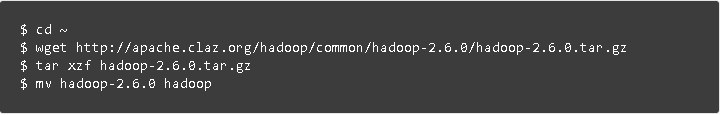 $ cd ~
$ wget http://apache.claz.org/hadoop/common/hadoop-2.6.0/hadoop-2.6.0.tar.gz
$ tar xzf hadoop-2.6.0.tar.gz
$ mv hadoop-2.6.0 hadoop